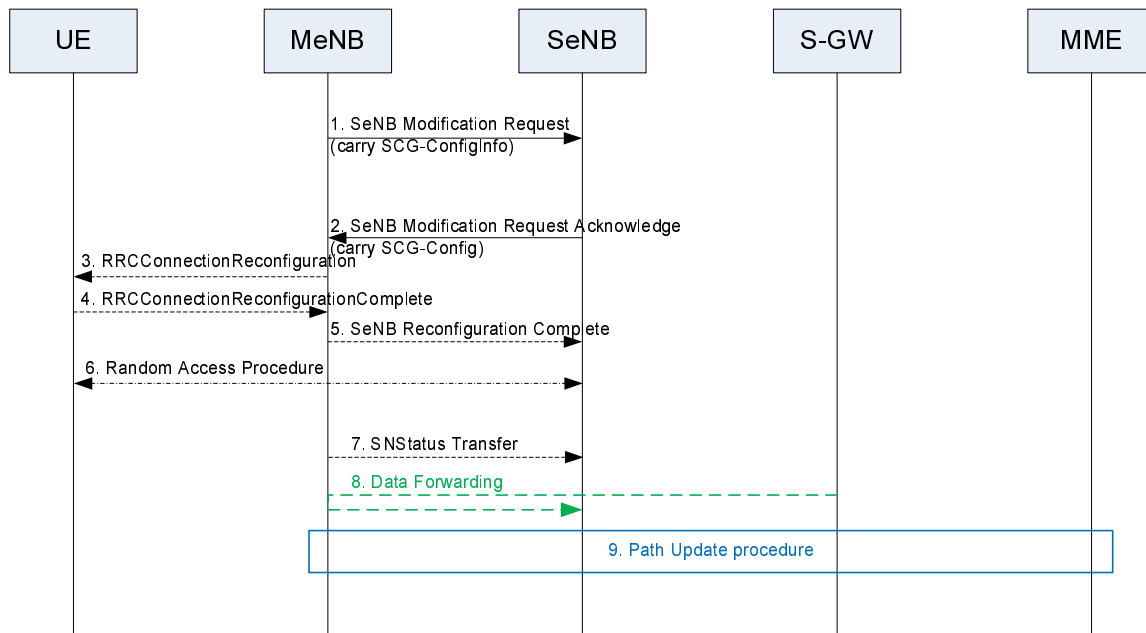 UE
MeNB
SeNB
S-GW
MME
1. SeNB Modification Request
(carry SCG-ConfigInfo)
2. SeNB Modification Request Acknowledge
(carry SCG-Config)
3. RRCConnectionReconfiguration
4. RRCConnectionReconfigurationComplete
5. SeNB Reconfiguration Complete
6. Random Access Procedure
7. SNStatus Transfer
8. Data Forwarding
9. Path Update procedure